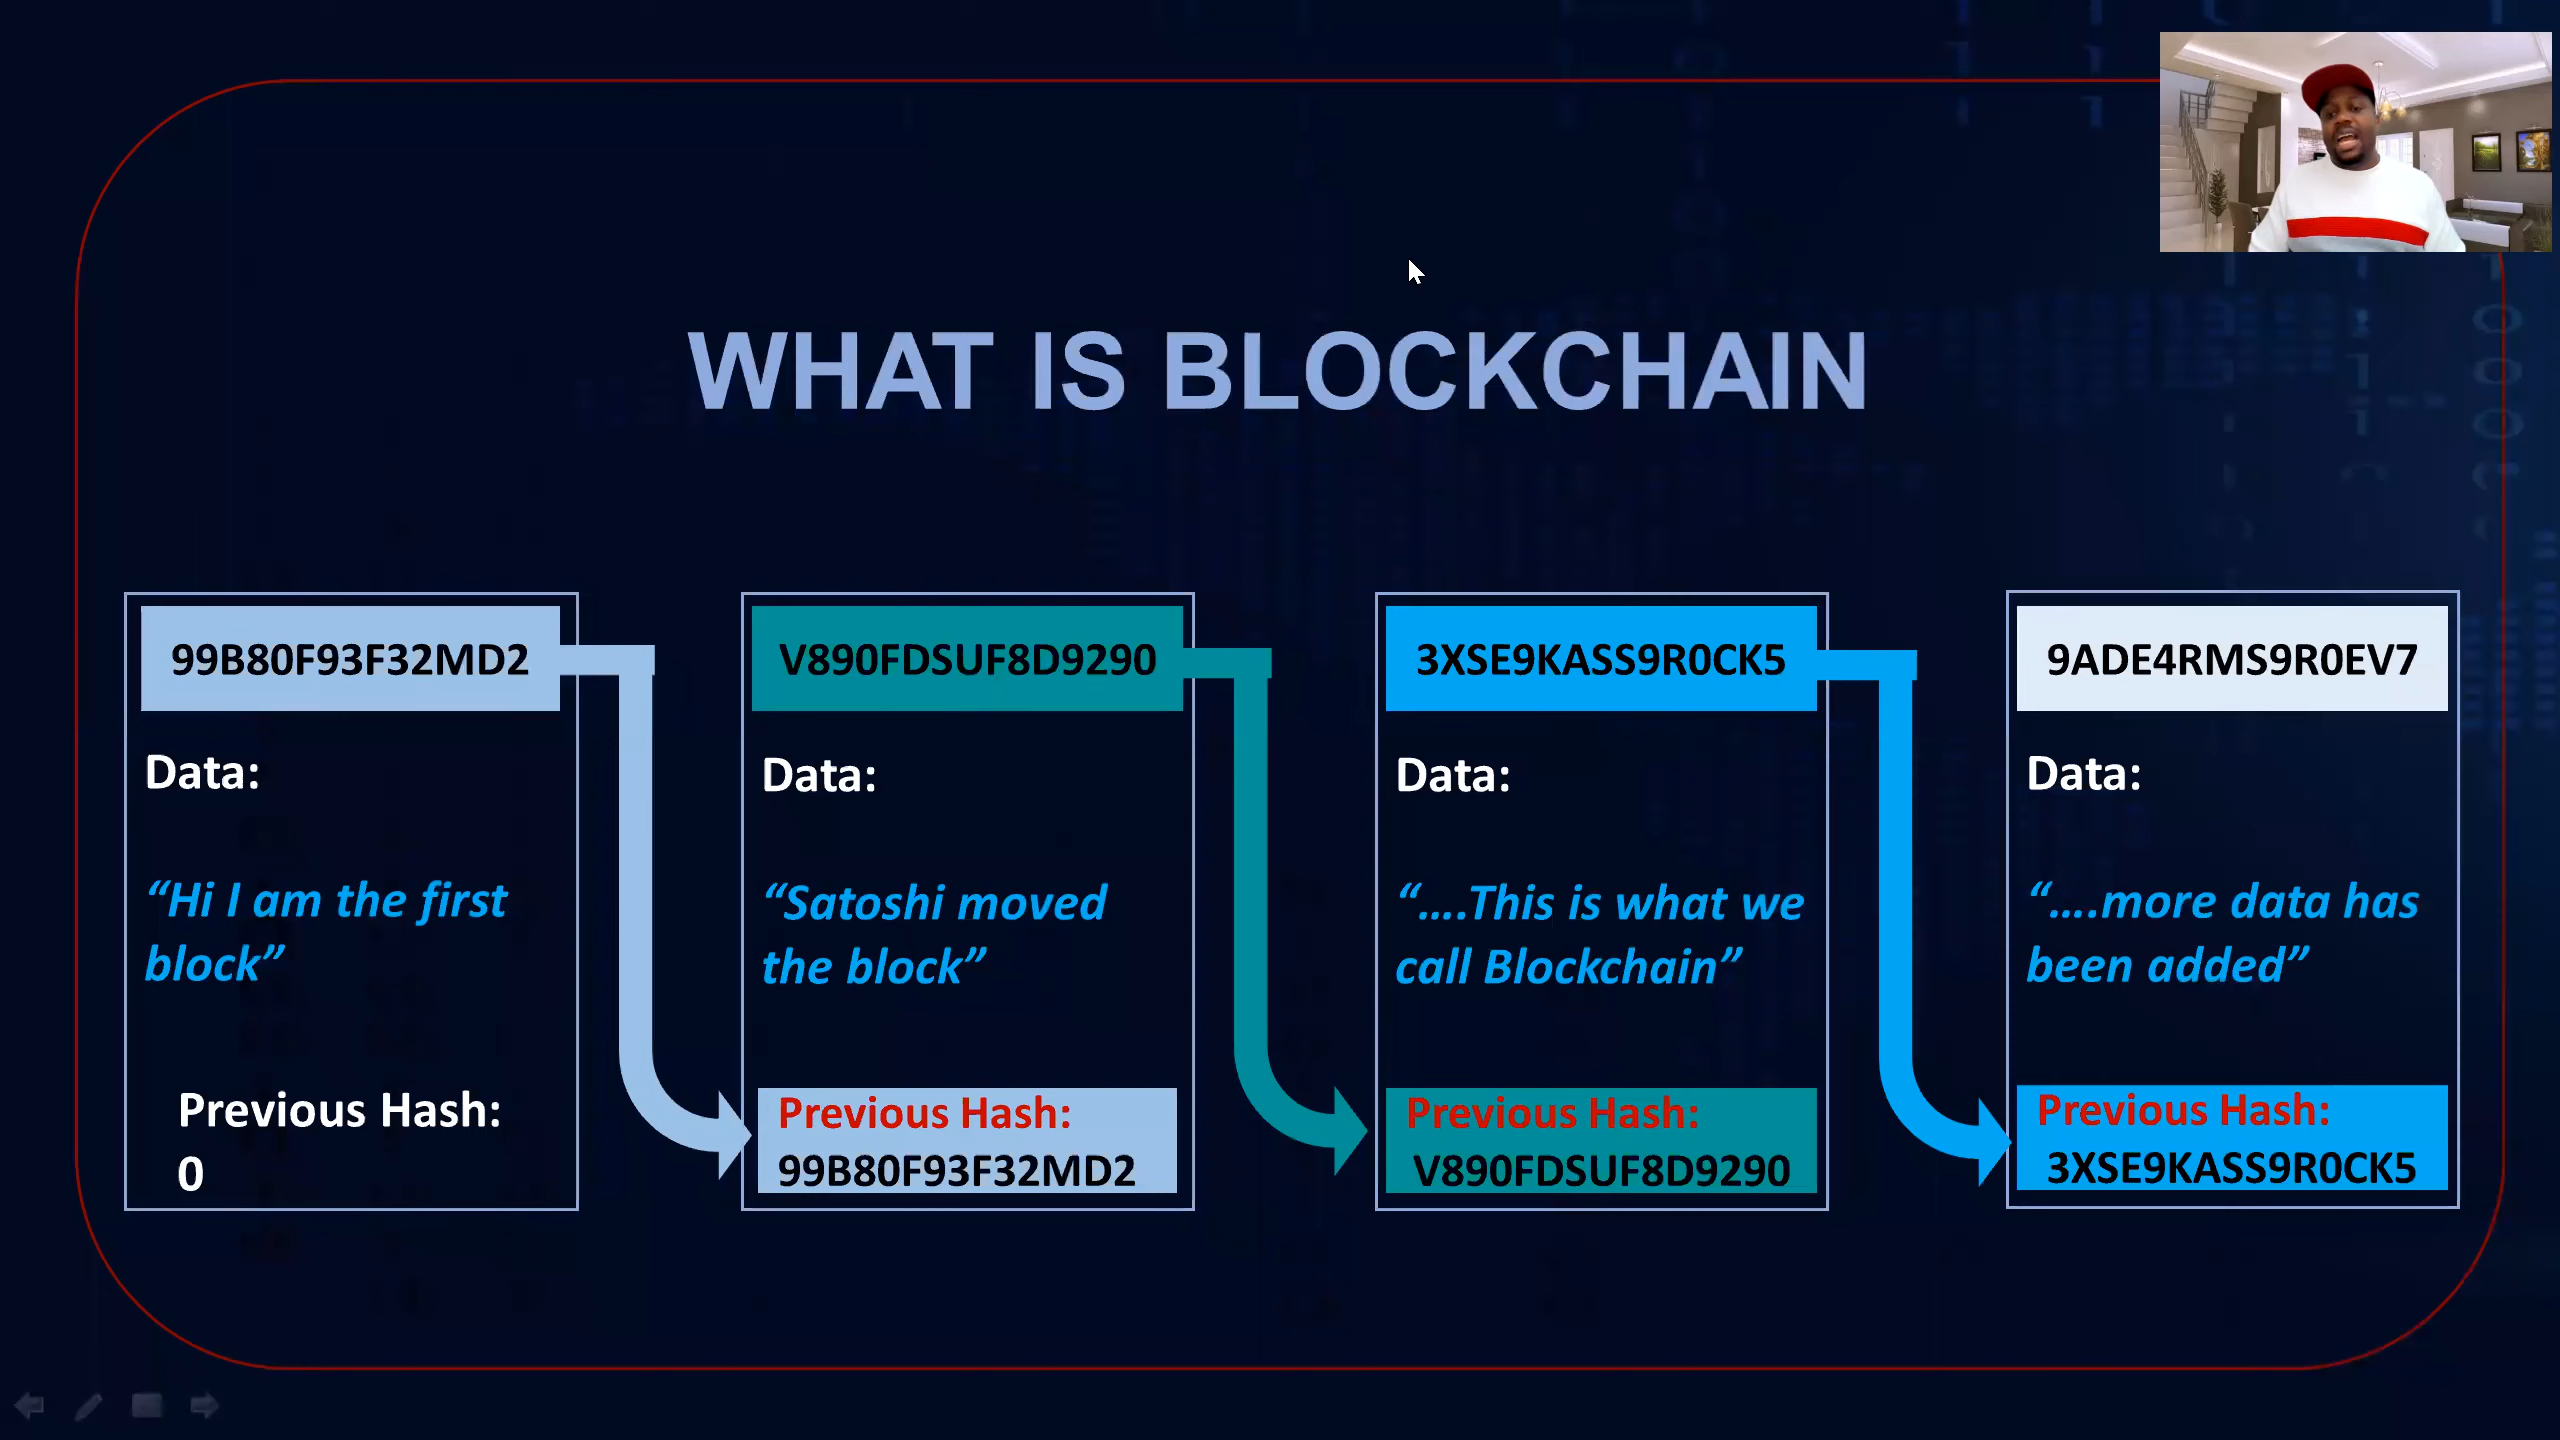 WHAT IS BLOCKCHAIN
99B80F93F32MD2
Data:
“Hi I am the first
block”
Previous Hash:
0
V890FDSUF8D9290
Data:
“Satoshi moved
the block”
Previous Hash:
99B80F93F32MD2
3XSE9KASS9R0CK5
Data:
“....This is what we
call Blockchain”
Previous Hash:
V890FDSUF8D9290
9ADE4RMS9R0EV7
Data:
“....more data has
been added”
Previous Hash:
3XSE9KASS9R0CK5